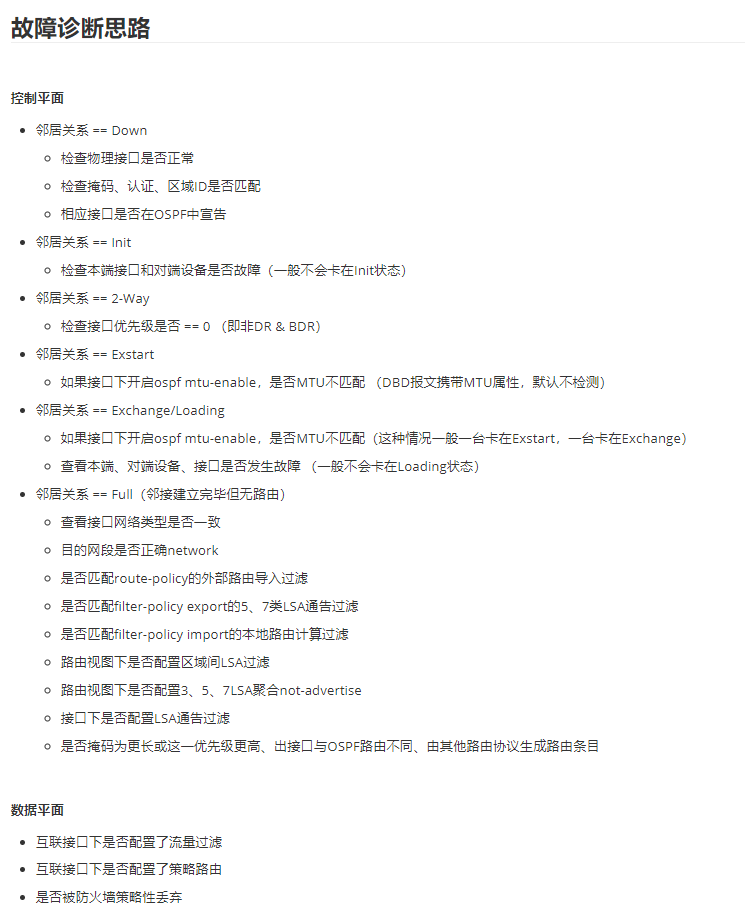 故障诊断思路
控制平面
邻居关系 == Down
检查物理接口是否正常
检查掩码、认证、区域ID是否匹配
相应接口是否在OSPF中宣告
邻居关系 == Init
检查本端接口和对端设备是否故障（一般不会卡在Init状态）
邻居关系 == 2-Way
检查接口优先级是否 == 0 （即非DR & BDR）
邻居关系 == Exstart
如果接口下开启ospf mtu-enable，是否MTU不匹配 （DBD报文携带MTU属性，默认不检测）
邻居关系 == Exchange/Loading
如果接口下开启ospf mtu-enable，是否MTU不匹配（这种情况一般一台卡在Exstart，一台卡在Exchange）
查看本端、对端设备、接口是否发生故障 （一般不会卡在Loading状态）
邻居关系 == Full（邻接建立完毕但无路由）
查看接口网络类型是否一致
目的网段是否正确network
是否匹配route-policy的外部路由导入过滤
是否匹配filter-policy export的5、7类LSA通告过滤
是否匹配filter-policy import的本地路由计算过滤
路由视图下是否配置区域间LSA过滤
路由视图下是否配置3、5、7LSA聚合not-advertise
接口下是否配置LSA通告过滤
是否掩码为更长或这一优先级更高、出接口与OSPF路由不同、由其他路由协议生成路由条目
数据平面
互联接口下是否配置了流量过滤
互联接口下是否配置了策略路由
是否被防火墙策略性丢弃